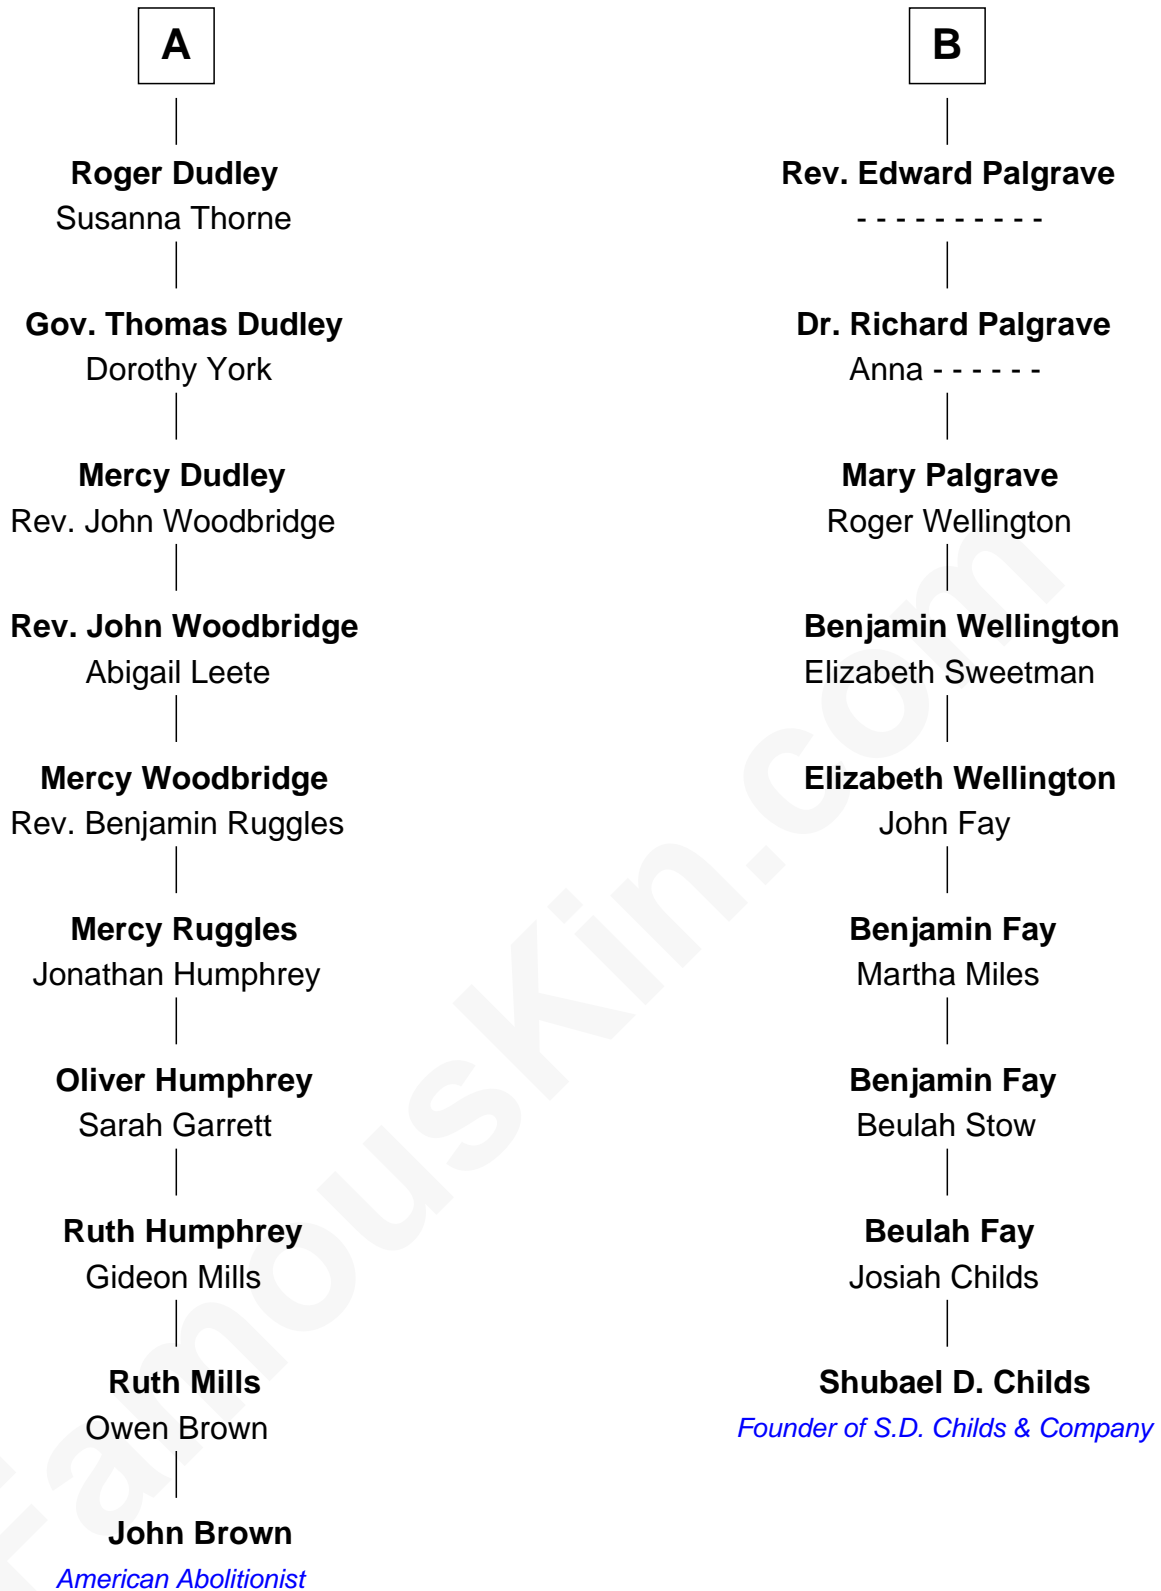 A
Roger Dudley
Susanna Thorne
Gov. Thomas Dudley
Dorothy York
Mercy Dudley
Rev. John Woodbridge
Rev. John Woodbridge
Abigail Leete
Mercy Woodbridge
Rev. Benjamin Ruggles
Mercy Ruggles
Jonathan Humphrey
Oliver Humphrey
Sarah Garrett
Ruth Humphrey
Gideon Mills
Ruth Mills
Owen Brown
John Brown
American Abolitionist
B
Rev. Edward Palgrave
- - - - - - - - - -
Dr. Richard Palgrave
Anna - - - - - -
Mary Palgrave
Roger Wellington
Benjamin Wellington
Elizabeth Sweetman
Elizabeth Wellington
John Fay
Benjamin Fay
Martha Miles
Benjamin Fay
Beulah Stow
Beulah Fay
Josiah Childs
Shubael D. Childs
Founder of S.D. Childs & Company
FamousKin.com